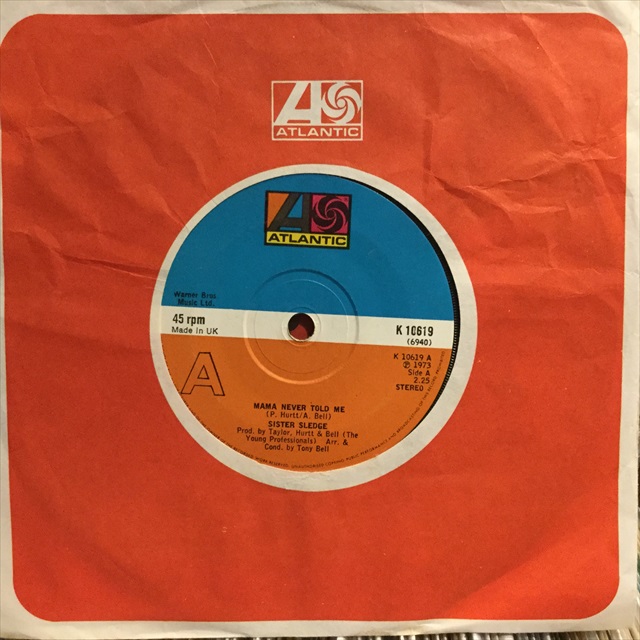 ATLANTIC
ATLANTIC
Warner Bros.
Music Ltd.
45 rpm
Made in UK
K 10619
(6940)
K 10619 A
℗ 1973
Side A
2.25
STEREO
A
MAMA NEVER TOLD ME
(P. Hurtt/A. Bell)
SISTER SLEDGE
Prod. by Taylor, Hurtt & Bell (The
Young Professionals) Arr. &
Cond. by Tony Bell